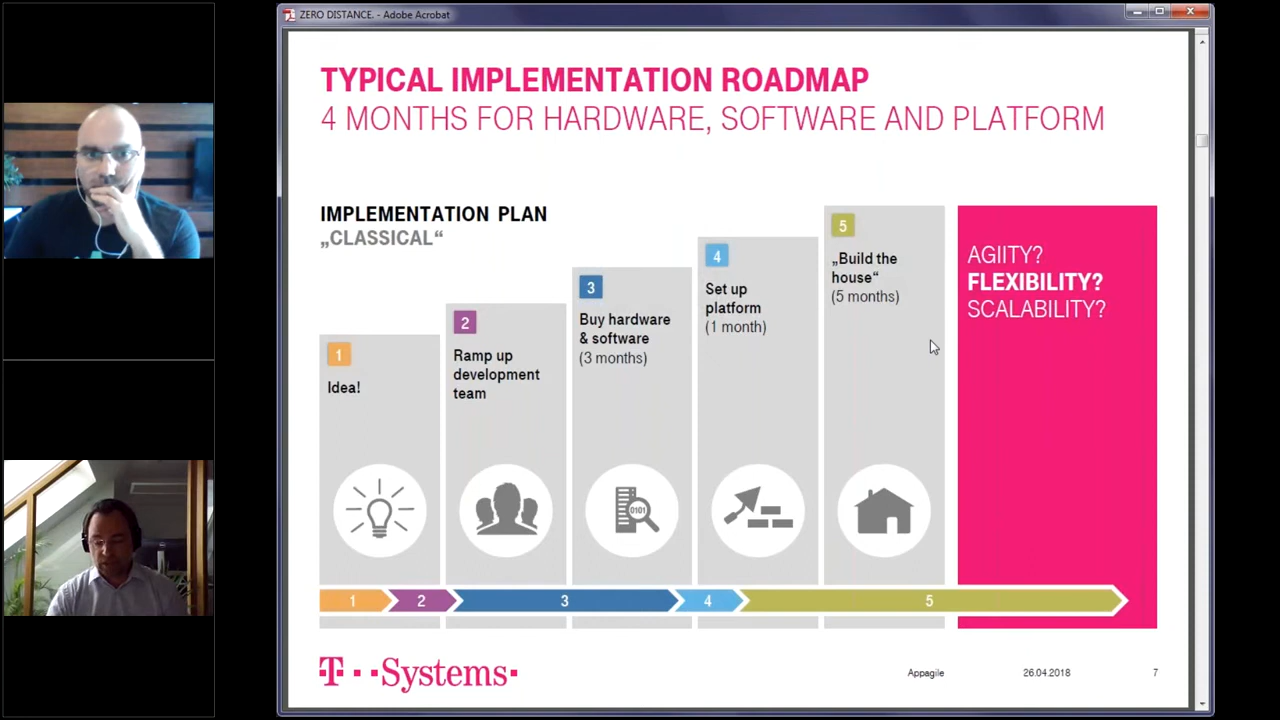 ZERO DISTANCE. - Adobe Acrobat
TYPICAL IMPLEMENTATION ROADMAP
4 MONTHS FOR HARDWARE, SOFTWARE AND PLATFORM
IMPLEMENTATION PLAN
„CLASSICAL“
1
Idea!
2
Ramp up
development
team
3
Buy hardware
& software
(3 months)
0101
4
Set up
platform
(1 month)
5
„Build the
house“
(5 months)
AGIITY?
FLEXIBILITY?
SCALABILITY?
1 2 3 4 5
T··Systems·
Appagile 26.04.2018 7